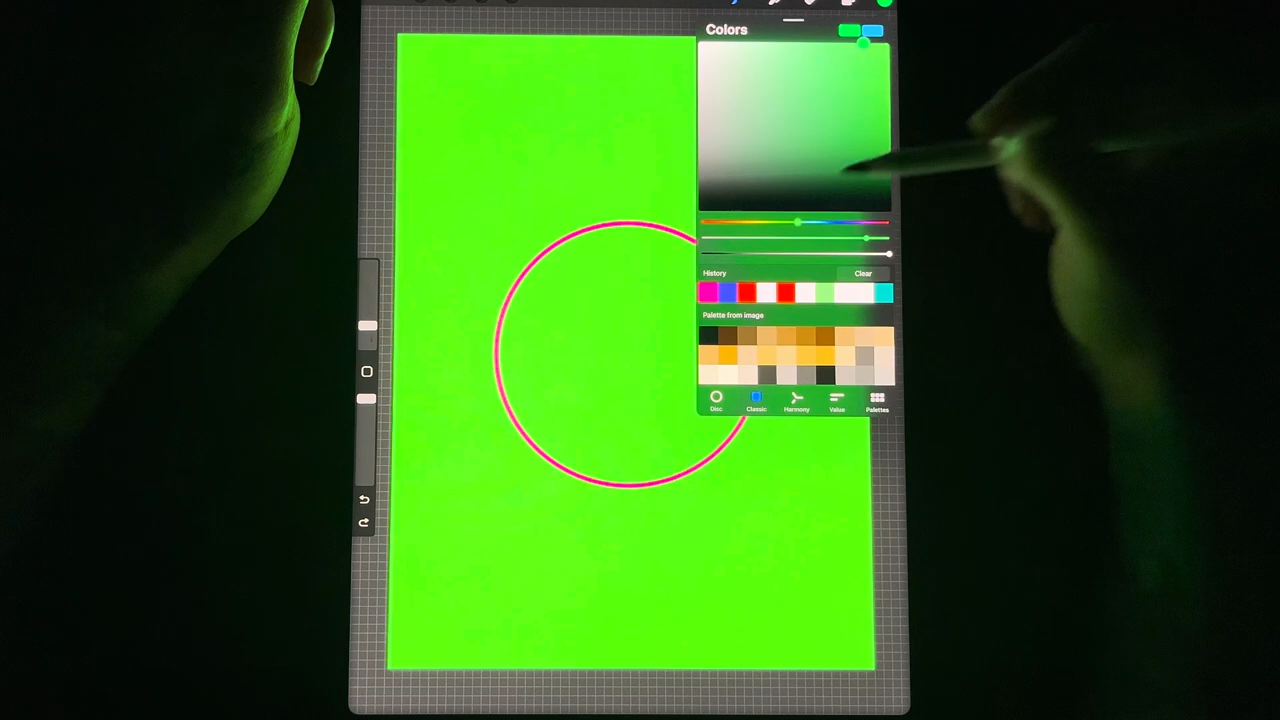 Colors
History
Clear
Palette from image
Disc
Classic
Harmony
Value
Palettes